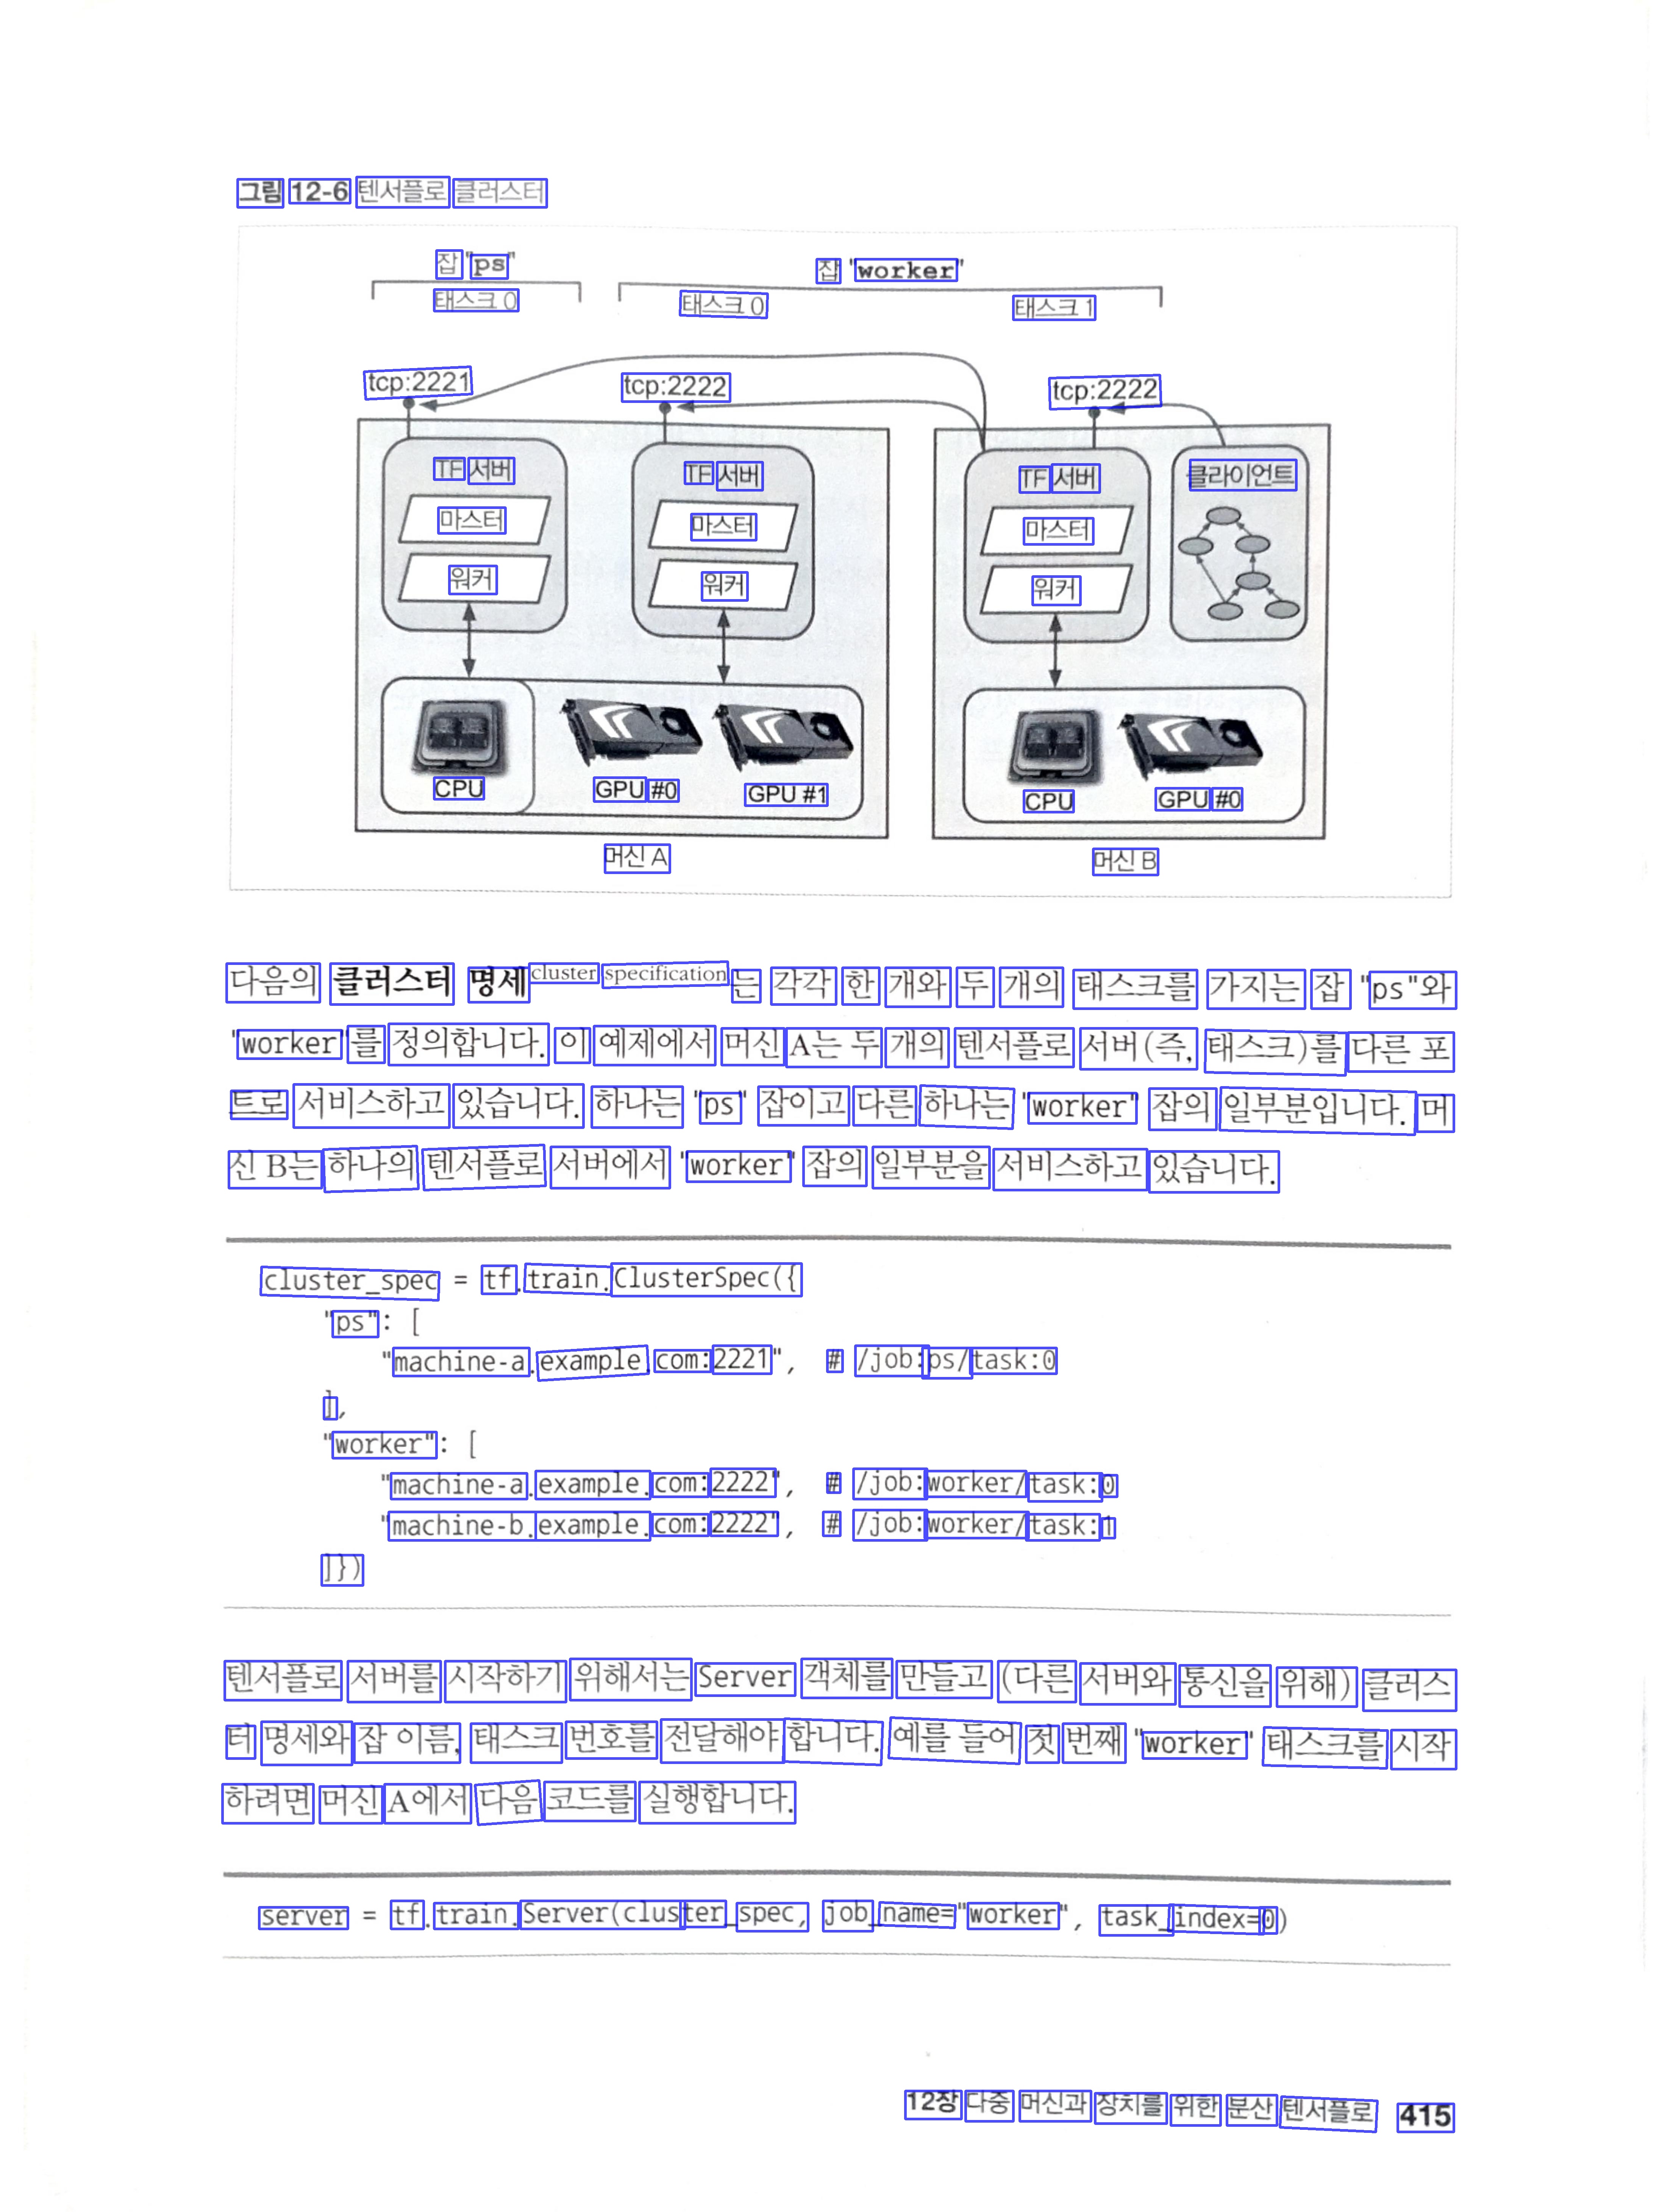 그림 12-6 텐서플로 클러스터
잡 "ps"
잡 "worker"
태스크 0
태스크 0
태스크 1
tcp:2221
tcp:2222
tcp:2222
TF 서버
TF 서버
TF 서버
클라이언트
마스터
마스터
마스터
워커
워커
워커
CPU
GPU #0
GPU #1
CPU
GPU #0
머신 A
머신 B
다음의 클러스터 명세cluster specification는 각각 한 개와 두 개의 태스크를 가지는 잡 "ps"와
"worker"를 정의합니다. 이 예제에서 머신 A는 두 개의 텐서플로 서버(즉, 태스크)를 다른 포
트로 서비스하고 있습니다. 하나는 "ps" 잡이고 다른 하나는 "worker" 잡의 일부분입니다. 머
신 B는 하나의 텐서플로 서버에서 "worker" 잡의 일부분을 서비스하고 있습니다.
cluster_spec = tf.train.ClusterSpec({
"ps": [
"machine-a.example.com:2221", # /job:ps/task:0
],
"worker": [
"machine-a.example.com:2222", # /job:worker/task:0
"machine-b.example.com:2222", # /job:worker/task:1
]})
텐서플로 서버를 시작하기 위해서는 Server 객체를 만들고 (다른 서버와 통신을 위해) 클러스
터 명세와 잡 이름, 태스크 번호를 전달해야 합니다. 예를 들어 첫 번째 "worker" 태스크를 시작
하려면 머신 A에서 다음 코드를 실행합니다.
server = tf.train.Server(cluster_spec, job_name="worker", task_index=0)
12장 다중 머신과 장치를 위한 분산 텐서플로 415